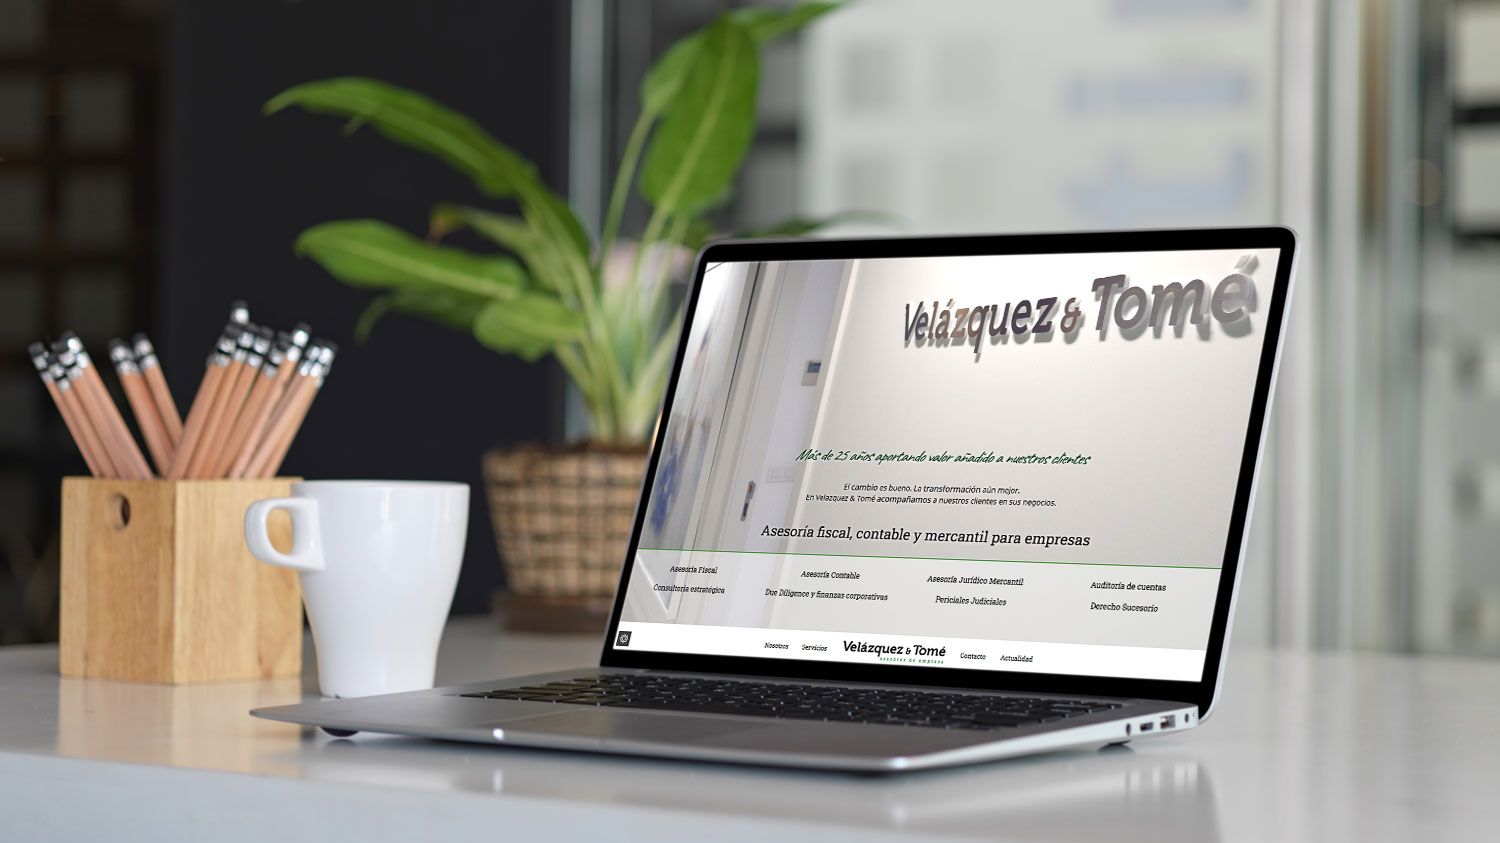 Velázquez & Tomé
Más de 25 años aportando valor añadido a nuestros clientes
El cambio es bueno. La transformación aún mejor.
En Velazquez & Tomé acompañamos a nuestros clientes en sus negocios.
Asesoría fiscal, contable y mercantil para empresas
Asesoría Fiscal
Asesoría Contable
Asesoría Jurídico Mercantil
Auditoría de cuentas
Consultoria estratégica
Due Diligence y finanzas corporativas
Periciales Judiciales
Derecho Sucesorio
Nosotros
Servicios
Velázquez & Tomé
asesores de empresa
Contacto
Actualidad